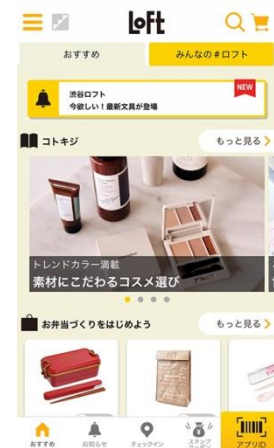 LOFT
おすすめ
みんなの#ロフト
渋谷ロフト
今欲しい！最新文具が登場
NEW
コトキジ
もっと見る
トレンドカラー満載
素材にこだわるコスメ選び
お弁当づくりをはじめよう
もっと見る
おすすめ
お知らせ
チェックイン
スタンプ
クーポン
アプリID